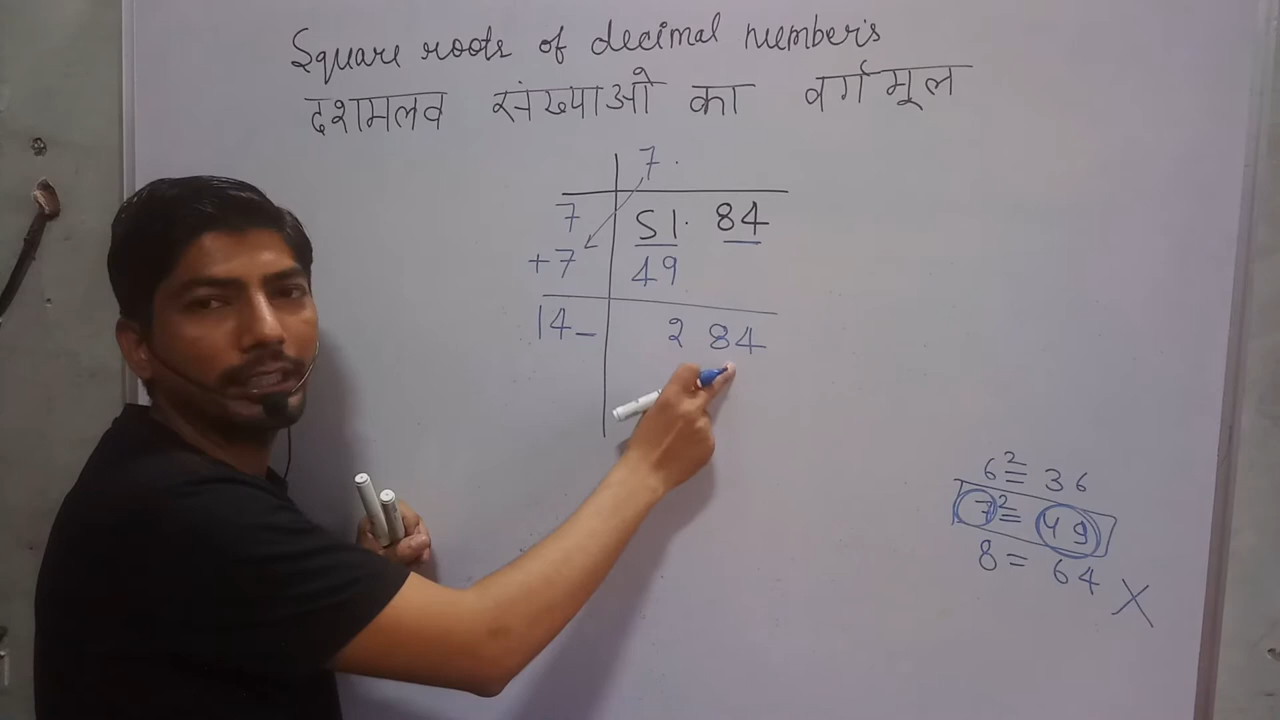 Square roots of decimal number's
दशमलव संख्याओ का वर्गमूल
7.
7 51. 84
+7 49
14_ 2 84
6² = 36
7² = 49
8 = 64 X